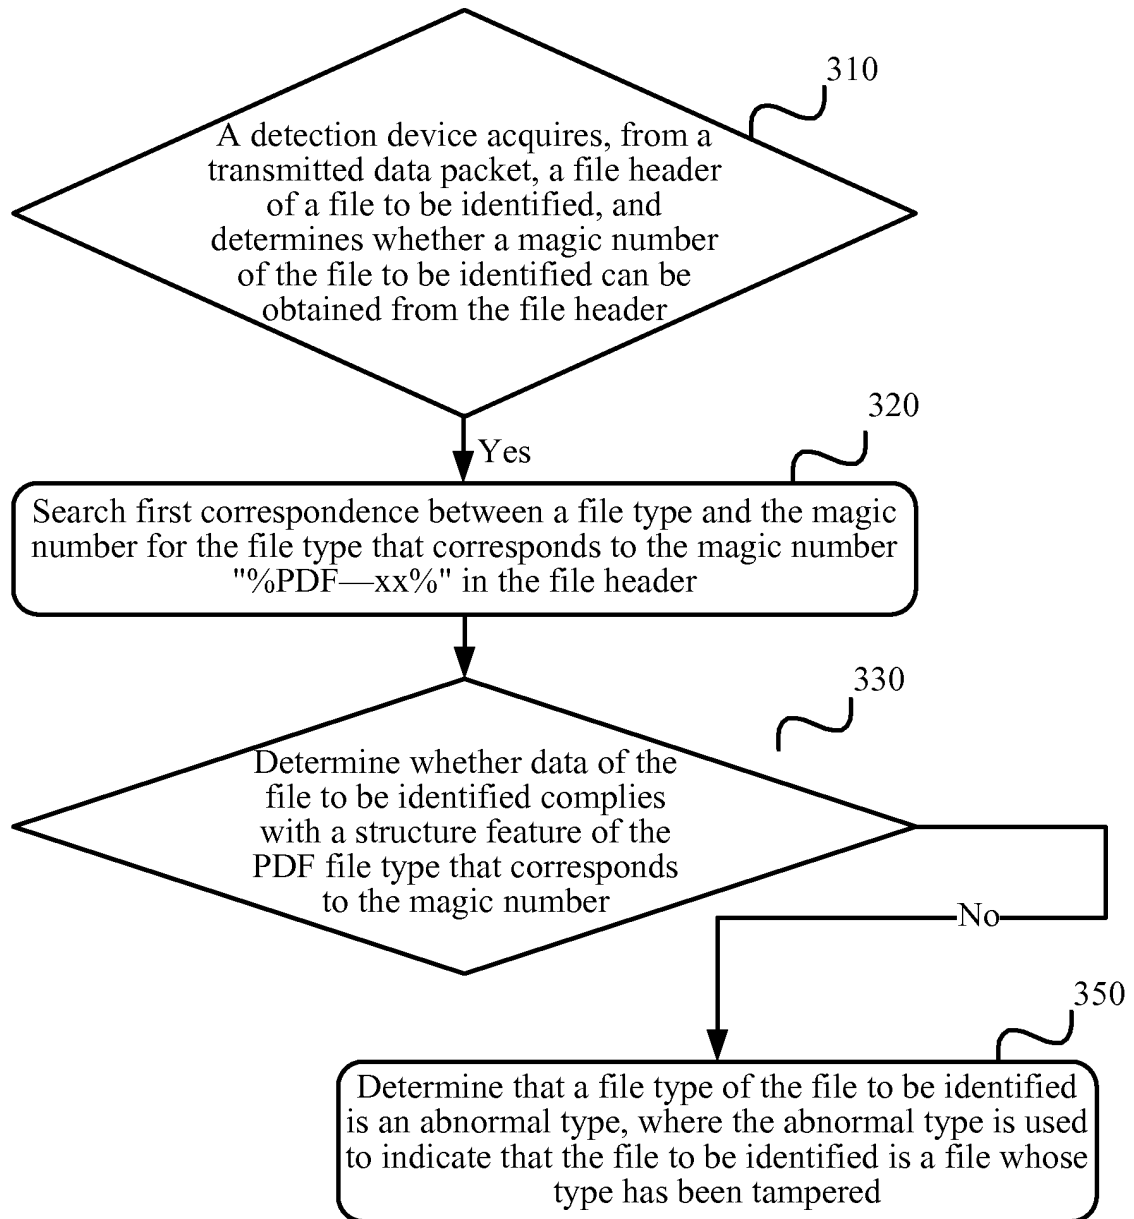 310
A detection device acquires, from a
transmitted data packet, a file header
of a file to be identified, and
determines whether a magic number
of the file to be identified can be
obtained from the file header
320
Yes
Search first correspondence between a file type and the magic
number for the file type that corresponds to the magic number
"%PDF—xx%" in the file header
330
Determine whether data of the
file to be identified complies
with a structure feature of the
PDF file type that corresponds
to the magic number
No
350
Determine that a file type of the file to be identified
is an abnormal type, where the abnormal type is used
to indicate that the file to be identified is a file whose
type has been tampered